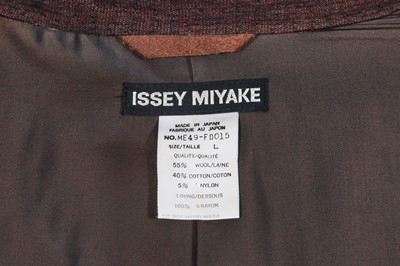 ISSEY MIYAKE
MADE IN JAPAN
FABRIQUE AU JAPON
NO.ME49-FD015
SIZE/TAILLE L
QUALITY/QUALITÉ
55% WOOL/LAINE
40% COTTON/COTON
5% NYLON
LINING/DESSOUS
100% RAYON